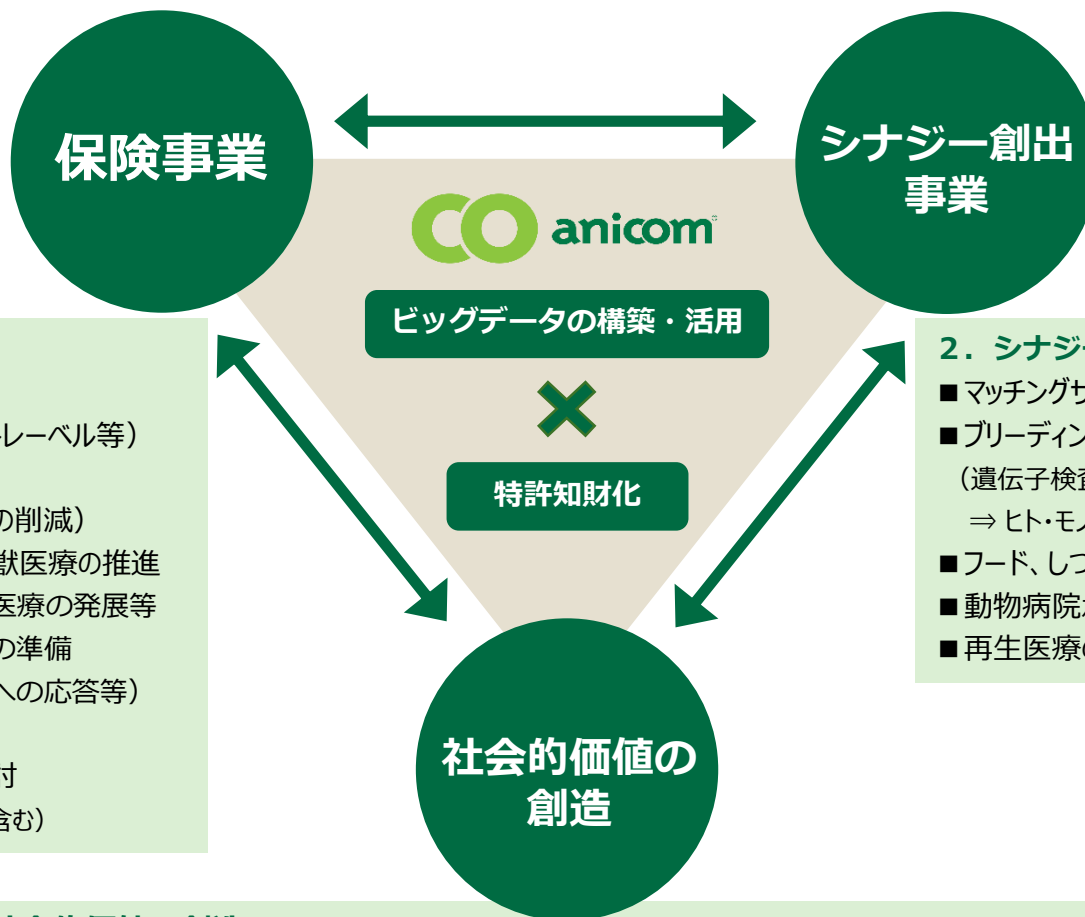 保険事業
シナジー創出
事業
anicom
ビッグデータの構築・活用
特許知財化
レーベル等）
の削減）
獣医療の推進
医療の発展等
の準備
への応答等）
付
含む）
2．シナジ
■マッチングサ
■ブリーディン
（遺伝子検査
⇒ ヒト・モノ
■フード、しつ
■動物病院
■再生医療の
社会的価値の
創造